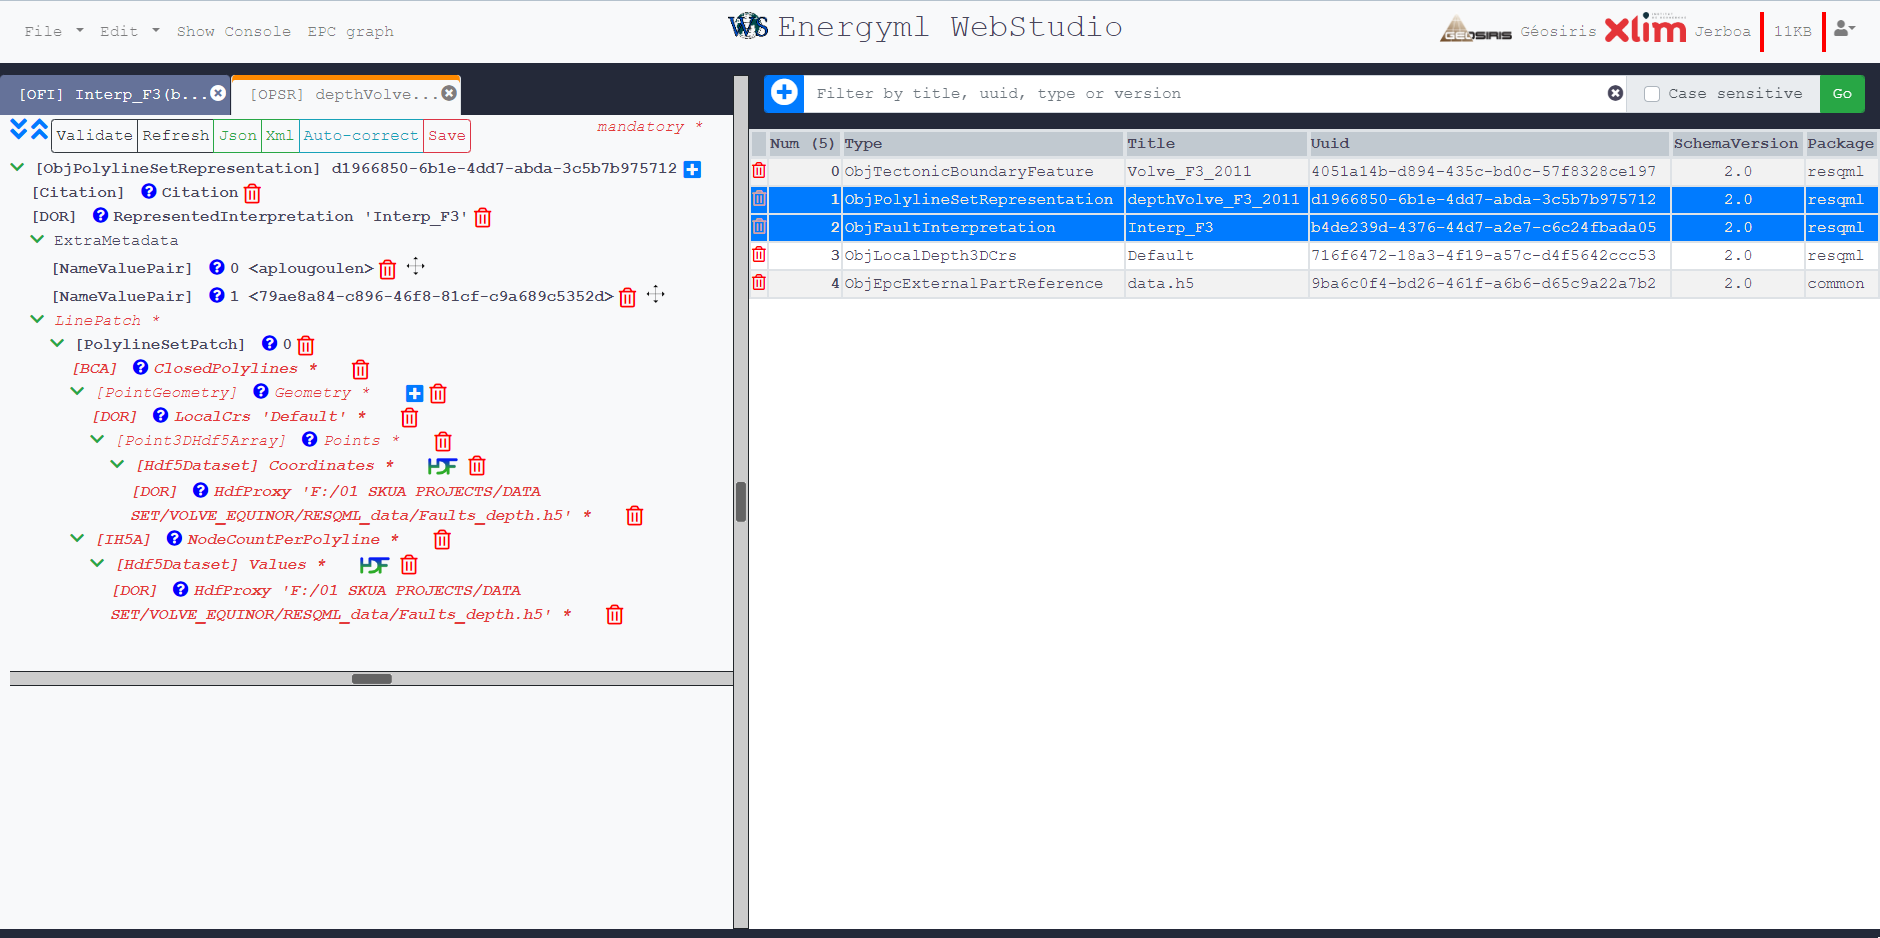 File Edit Show Console EPC graph
WS Energyml WebStudio
GEOSIRIS Géosiris Xlim Jerboa 11KB
[OFI] Interp_F3(b...
[OPSR] depthVolve...
Validate Refresh Json Xml Auto-correct Save
mandatory *
[ObjPolylineSetRepresentation] d1966850-6b1e-4dd7-abda-3c5b7b975712
[Citation] Citation
[DOR] RepresentedInterpretation 'Interp_F3'
ExtraMetadata
[NameValuePair] 0 <aplougoulen>
[NameValuePair] 1 <79ae8a84-c896-46f8-81cf-c9a689c5352d>
LinePatch *
[PolylineSetPatch] 0
[BCA] ClosedPolylines *
[PointGeometry] Geometry *
[DOR] LocalCrs 'Default' *
[Point3DHdf5Array] Points *
[Hdf5Dataset] Coordinates * HDF
[DOR] HdfProxy 'F:/01 SKUA PROJECTS/DATA
SET/VOLVE_EQUINOR/RESQML_data/Faults_depth.h5' *
[IH5A] NodeCountPerPolyline *
[Hdf5Dataset] Values * HDF
[DOR] HdfProxy 'F:/01 SKUA PROJECTS/DATA
SET/VOLVE_EQUINOR/RESQML_data/Faults_depth.h5' *
Filter by title, uuid, type or version Case sensitive Go
Num (5) Type Title Uuid SchemaVersion Package
0 ObjTectonicBoundaryFeature Volve_F3_2011 4051a14b-d894-435c-bd0c-57f8328ce197 2.0 resqml
1 ObjPolylineSetRepresentation depthVolve_F3_2011 d1966850-6b1e-4dd7-abda-3c5b7b975712 2.0 resqml
2 ObjFaultInterpretation Interp_F3 b4de239d-4376-44d7-a2e7-c6c24fbada05 2.0 resqml
3 ObjLocalDepth3DCrs Default 716f6472-18a3-4f19-a57c-d4f5642ccc53 2.0 resqml
4 ObjEpcExternalPartReference data.h5 9ba6c0f4-bd26-461f-a6b6-d65c9a22a7b2 2.0 common